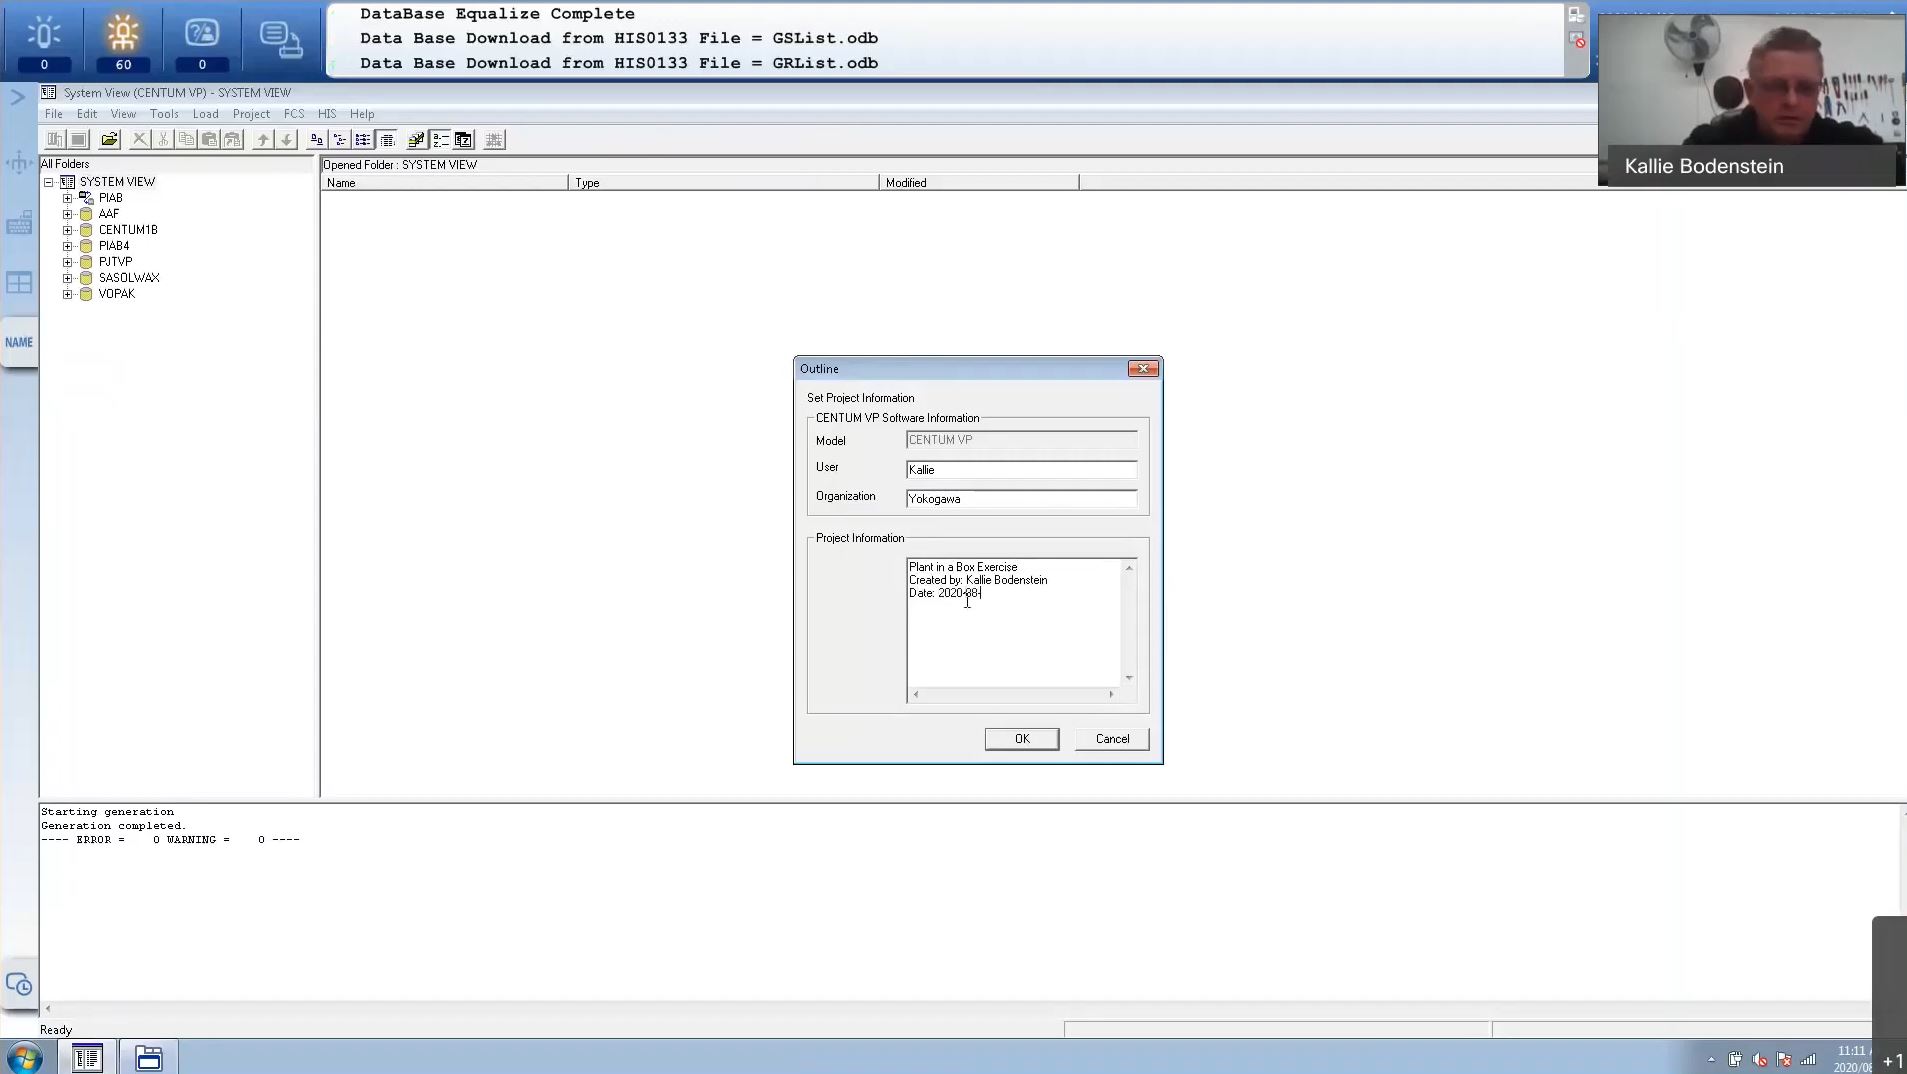 DataBase Equalize Complete
Data Base Download from HIS0133 File = GSList.odb
Data Base Download from HIS0133 File = GRList.odb
0
60
0
Kallie Bodenstein
System View (CENTUM VP) - SYSTEM VIEW
File Edit View Tools Load Project FCS HIS Help
All Folders
Opened Folder : SYSTEM VIEW
Name Type Modified
SYSTEM VIEW
PIAB
AAF
CENTUM1B
PIAB4
PJTVP
SASOLWAX
VOPAK
NAME
Outline
Set Project Information
CENTUM VP Software Information
Model CENTUM VP
User Kallie
Organization Yokogawa
Project Information
Plant in a Box Exercise
Created by: Kallie Bodenstein
Date: 2020-08-
OK Cancel
Starting generation
Generation completed.
---- ERROR = 0 WARNING = 0 ----
Ready
11:11
2020/08
+1